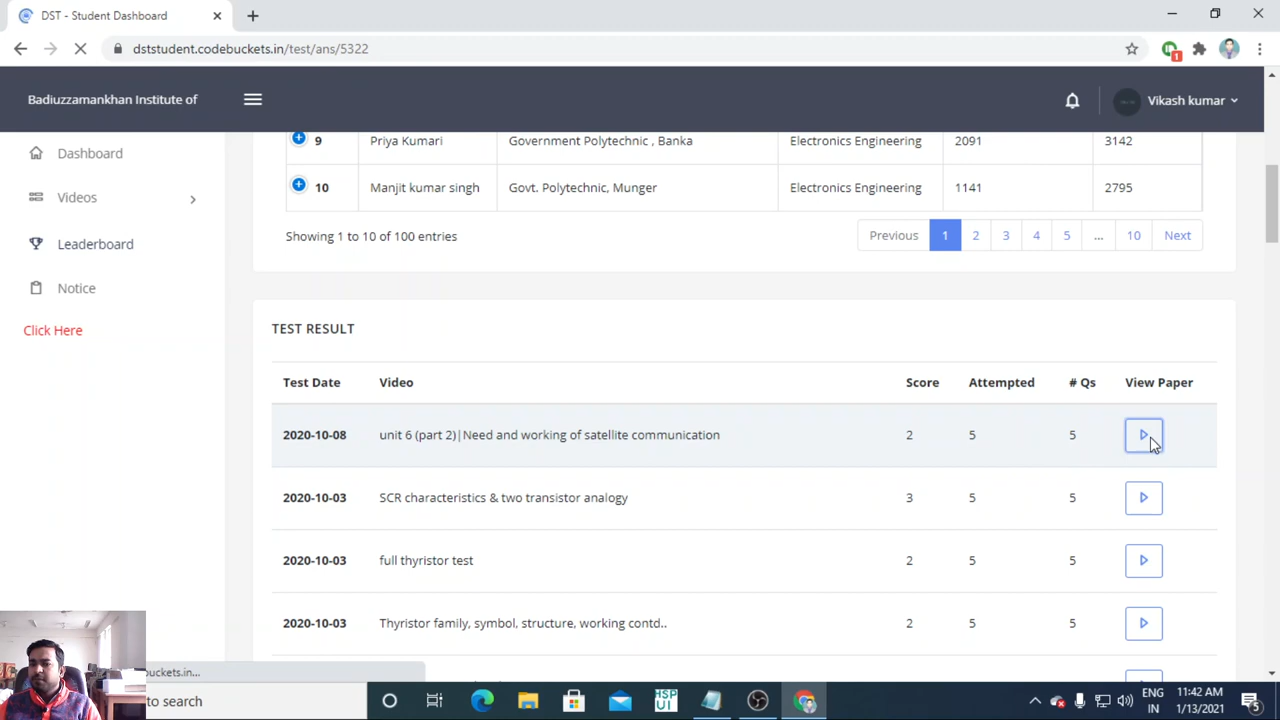 DST - Student Dashboard
dststudent.codebuckets.in/test/ans/5322
1
Badiuzzamankhan Institute of
Vikash kumar
Dashboard
Videos
Leaderboard
Notice
Click Here
9 Priya Kumari Government Polytechnic , Banka Electronics Engineering 2091 3142
10 Manjit kumar singh Govt. Polytechnic, Munger Electronics Engineering 1141 2795
Showing 1 to 10 of 100 entries
Previous 1 2 3 4 5 ... 10 Next
TEST RESULT
Test Date Video Score Attempted # Qs View Paper
2020-10-08 unit 6 (part 2)|Need and working of satellite communication 2 5 5
2020-10-03 SCR characteristics & two transistor analogy 3 5 5
2020-10-03 full thyristor test 2 5 5
2020-10-03 Thyristor family, symbol, structure, working contd.. 2 5 5
buckets.in...
to search
HSP
UI
ENG
IN
11:42 AM
1/13/2021
5